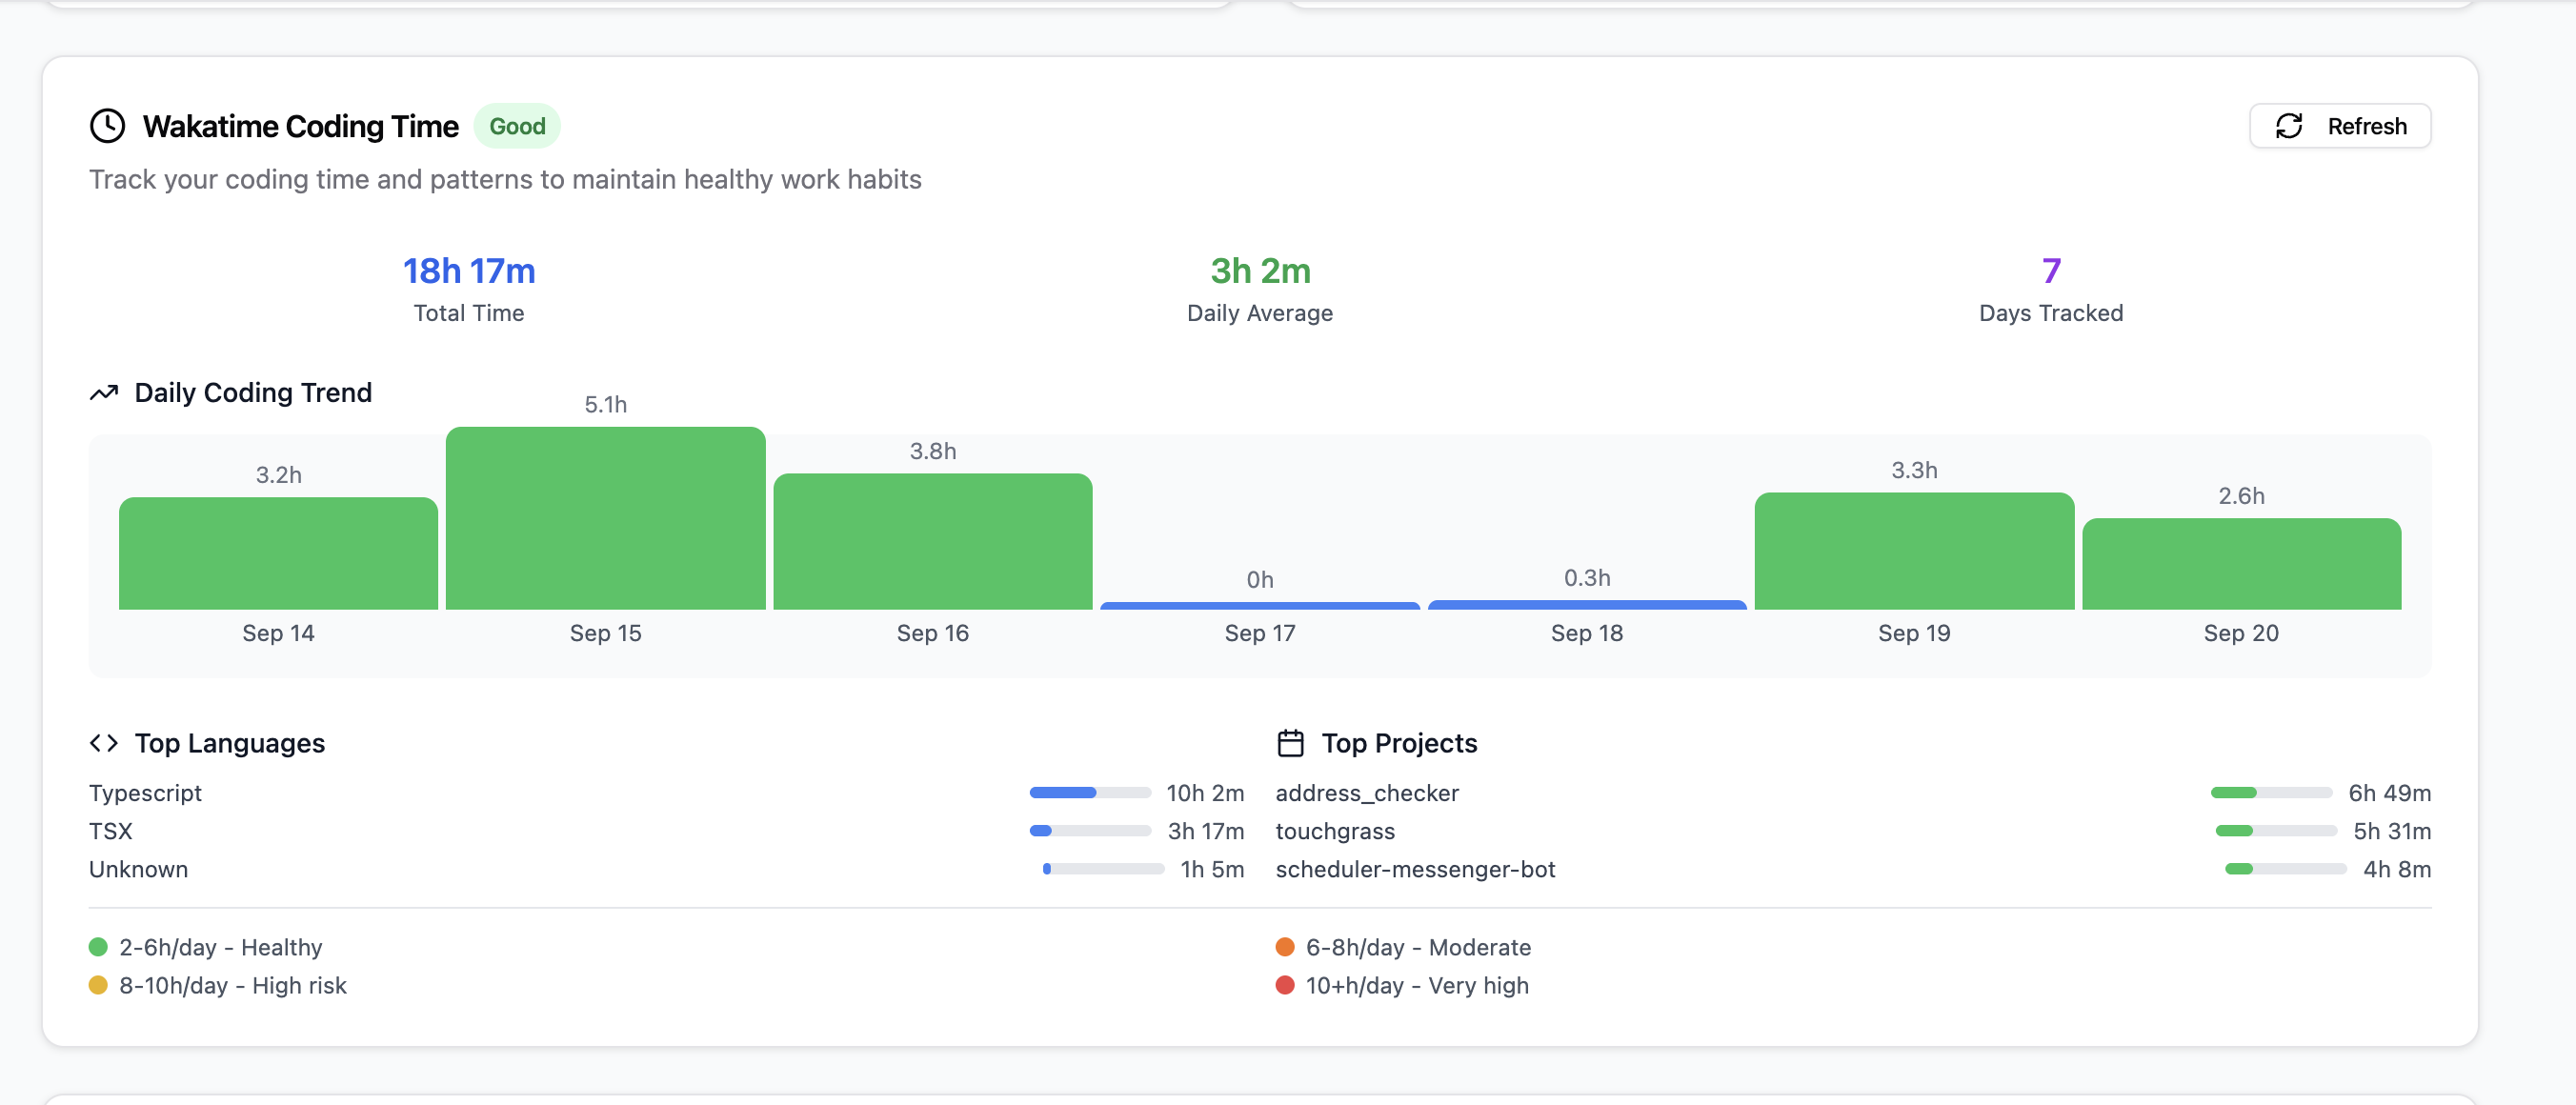 Wakatime Coding Time Good
Refresh
Track your coding time and patterns to maintain healthy work habits
18h 17m
Total Time
3h 2m
Daily Average
7
Days Tracked
Daily Coding Trend
3.2h
5.1h
3.8h
0h
0.3h
3.3h
2.6h
Sep 14
Sep 15
Sep 16
Sep 17
Sep 18
Sep 19
Sep 20
Top Languages
Typescript 10h 2m
TSX 3h 17m
Unknown 1h 5m
Top Projects
address_checker 6h 49m
touchgrass 5h 31m
scheduler-messenger-bot 4h 8m
2-6h/day - Healthy
6-8h/day - Moderate
8-10h/day - High risk
10+h/day - Very high